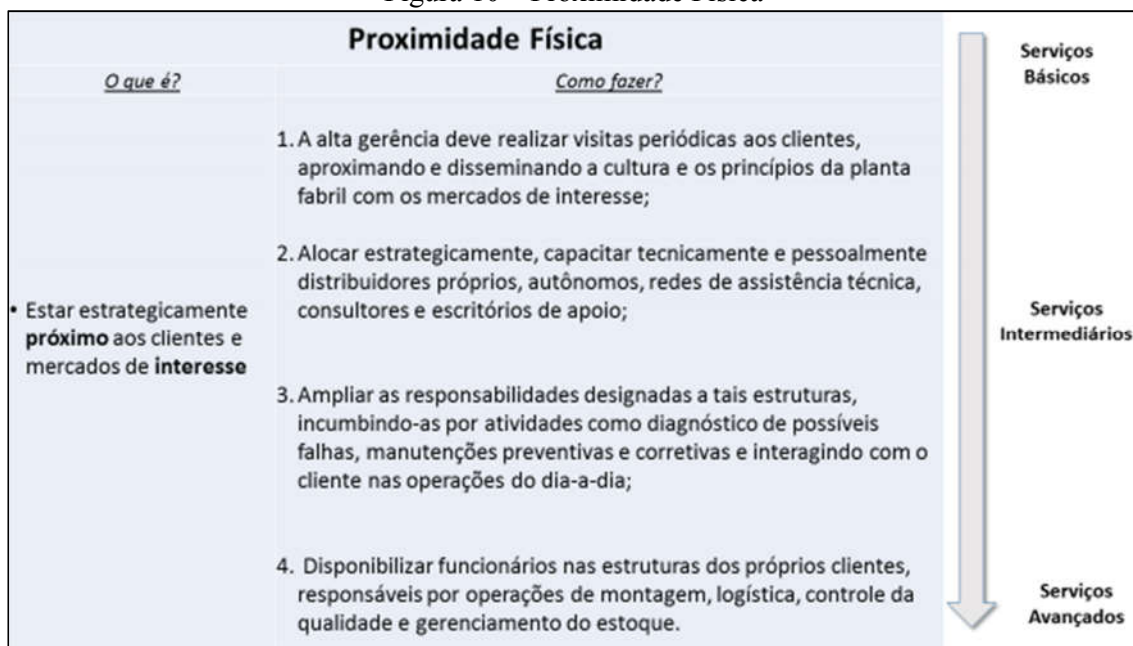 Figura 10 – Proximidade Física
Proximidade Física
O que é?
Como fazer?
• Estar estrategicamente
próximo aos clientes e
mercados de interesse
1. A alta gerência deve realizar visitas periódicas aos clientes,
aproximando e disseminando a cultura e os princípios da planta
fabril com os mercados de interesse;
2. Alocar estrategicamente, capacitar tecnicamente e pessoalmente
distribuidores próprios, autônomos, redes de assistência técnica,
consultores e escritórios de apoio;
3. Ampliar as responsabilidades designadas a tais estruturas,
incumbindo-as por atividades como diagnóstico de possíveis
falhas, manutenções preventivas e corretivas e interagindo com o
cliente nas operações do dia-a-dia;
4. Disponibilizar funcionários nas estruturas dos próprios clientes,
responsáveis por operações de montagem, logística, controle da
qualidade e gerenciamento do estoque.
Serviços
Básicos
Serviços
Intermediários
Serviços
Avançados